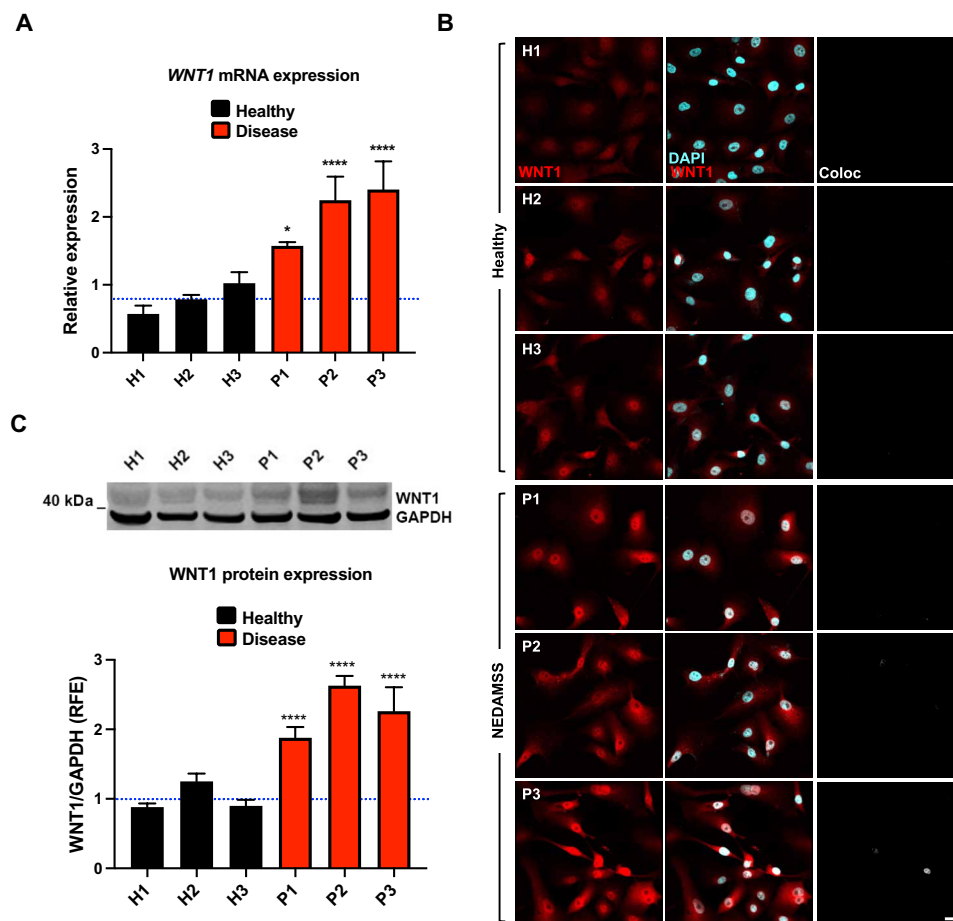 A
WNT1 mRNA expression
Healthy
Disease
Relative expression
3
2
1
0
*
****
****
H1
H2
H3
P1
P2
P3
B
Healthy
H1
WNT1
DAPI
WNT1
Coloc
H2
H3
NEDAMSS
P1
P2
P3
C
H1 H2 H3 P1 P2 P3
40 kDa
WNT1
GAPDH
WNT1 protein expression
Healthy
Disease
WNT1/GAPDH (RFE)
3
2
1
0
****
****
****
H1
H2
H3
P1
P2
P3